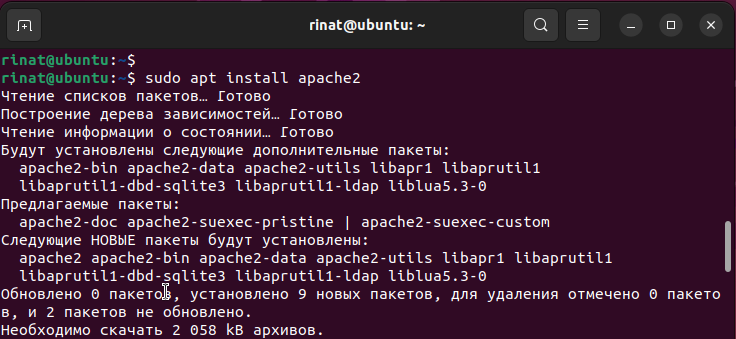 rinat@ubuntu: ~
rinat@ubuntu:~$
rinat@ubuntu:~$ sudo apt install apache2
Чтение списков пакетов… Готово
Построение дерева зависимостей… Готово
Чтение информации о состоянии… Готово
Будут установлены следующие дополнительные пакеты:
apache2-bin apache2-data apache2-utils libapr1 libaprutil1
libaprutil1-dbd-sqlite3 libaprutil1-ldap liblua5.3-0
Предлагаемые пакеты:
apache2-doc apache2-suexec-pristine | apache2-suexec-custom
Следующие НОВЫЕ пакеты будут установлены:
apache2 apache2-bin apache2-data apache2-utils libapr1 libaprutil1
libaprutil1-dbd-sqlite3 libaprutil1-ldap liblua5.3-0
Обновлено 0 пакетов, установлено 9 новых пакетов, для удаления отмечено 0 пакето
в, и 2 пакетов не обновлено.
Необходимо скачать 2 058 kB архивов.